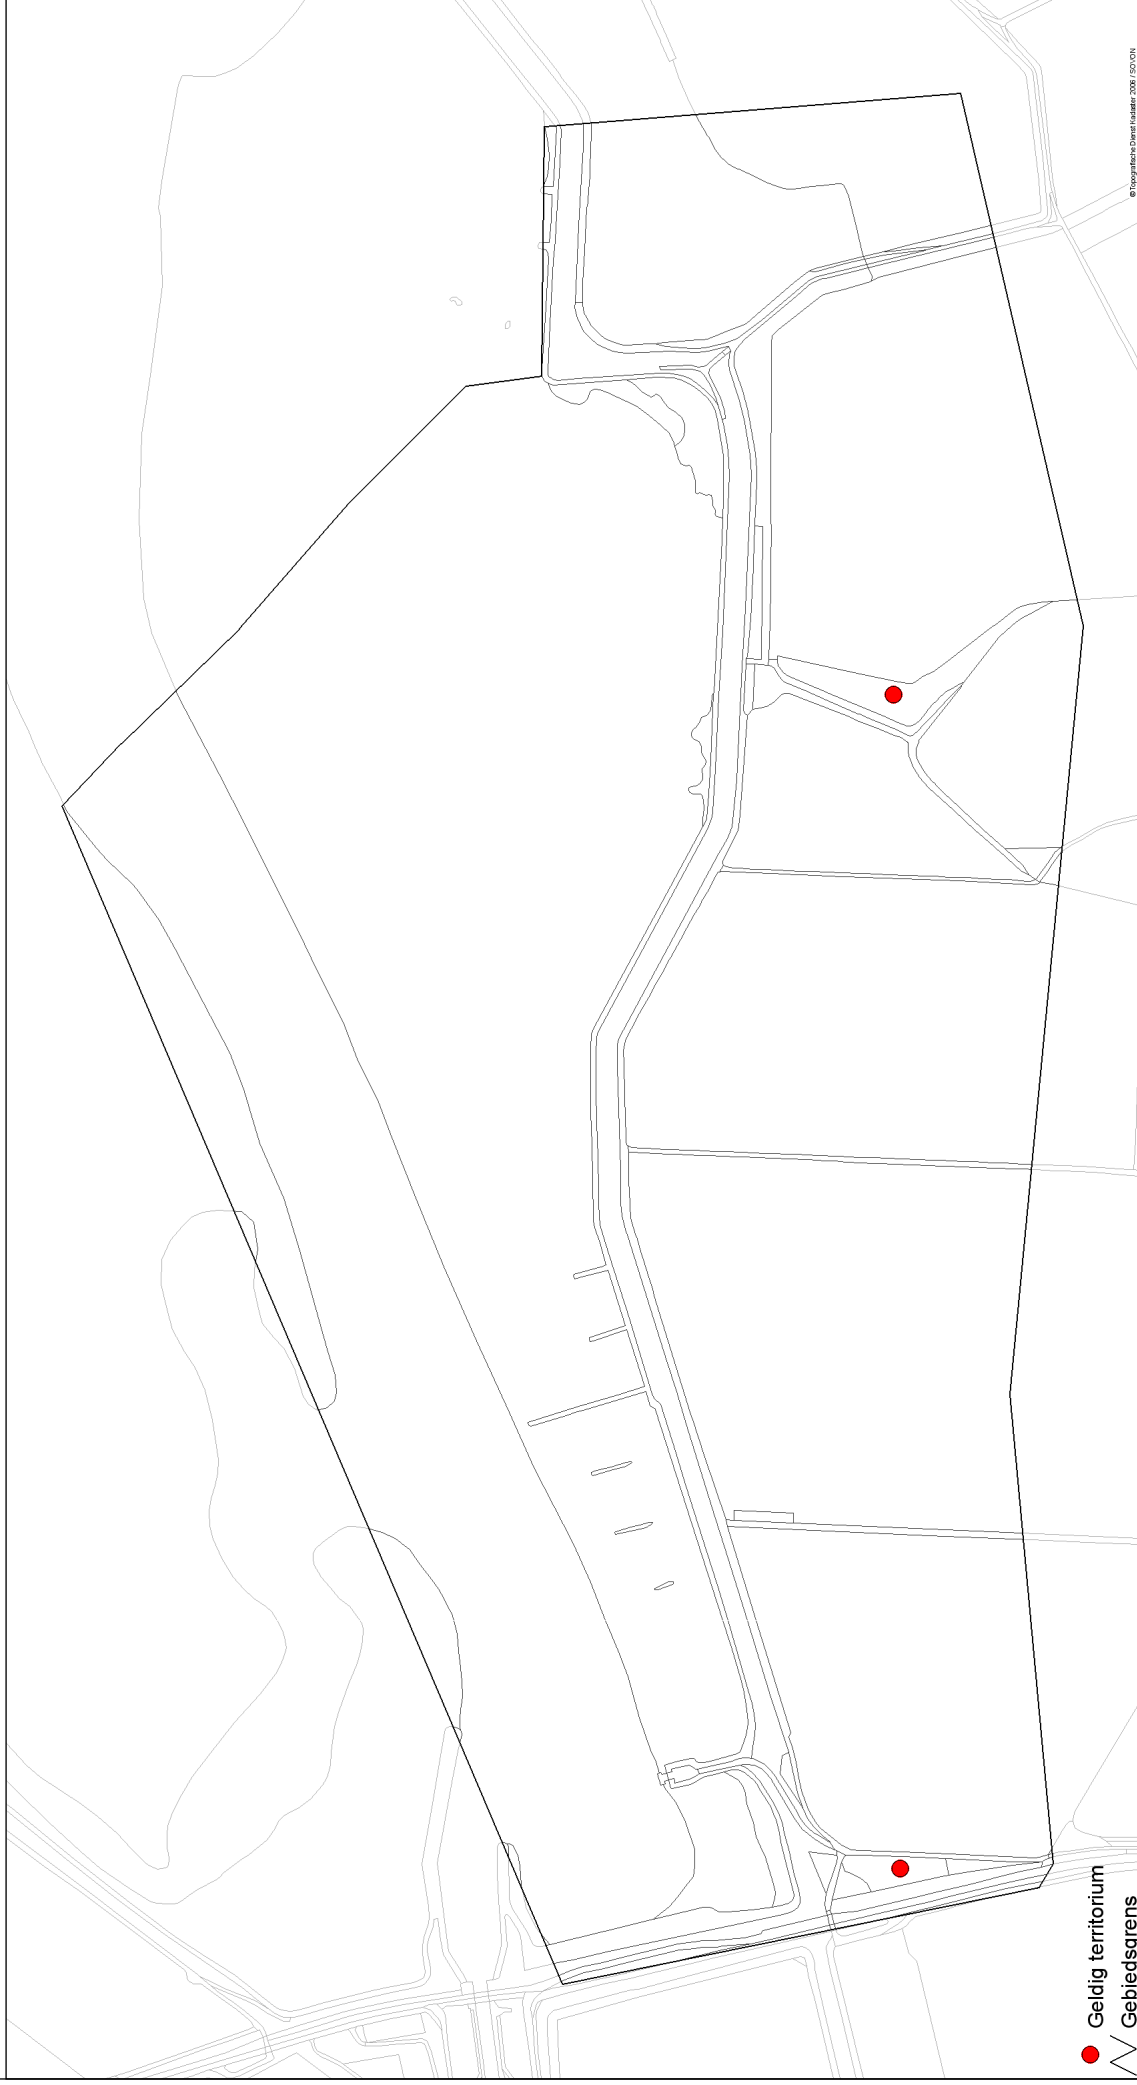 © Topografische Dienst Kadaster 2006 / SOVON
Geldig territorium
Gebiedsgrens